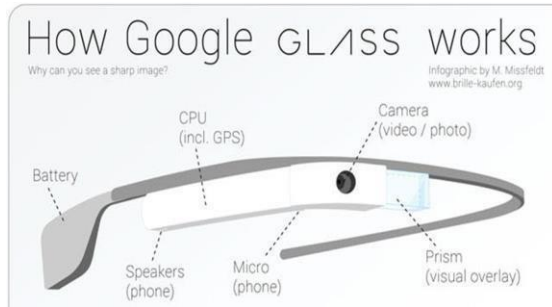 How Google GLASS works
Why can you see a sharp image?
Infographic by M. Missfeldt
www.brille-kaufen.org
Camera
(video / photo)
CPU
(incl. GPS)
Battery
Speakers
(phone)
Micro
(phone)
Prism
(visual overlay)